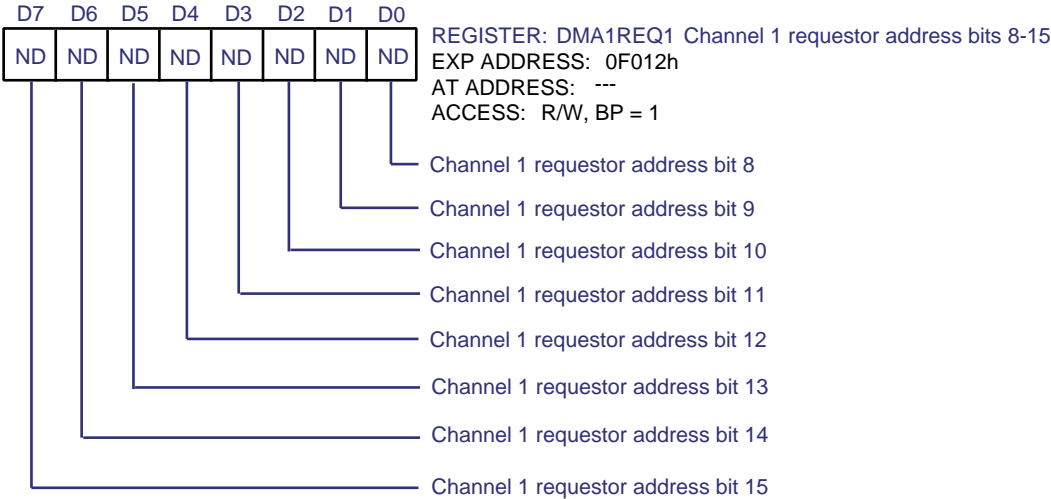 D7 D6 D5 D4 D3 D2 D1 D0
ND ND ND ND ND ND ND ND
REGISTER: DMA1REQ1 Channel 1 requestor address bits 8-15
EXP ADDRESS: 0F012h
AT ADDRESS: ---
ACCESS: R/W, BP = 1
Channel 1 requestor address bit 8
Channel 1 requestor address bit 9
Channel 1 requestor address bit 10
Channel 1 requestor address bit 11
Channel 1 requestor address bit 12
Channel 1 requestor address bit 13
Channel 1 requestor address bit 14
Channel 1 requestor address bit 15